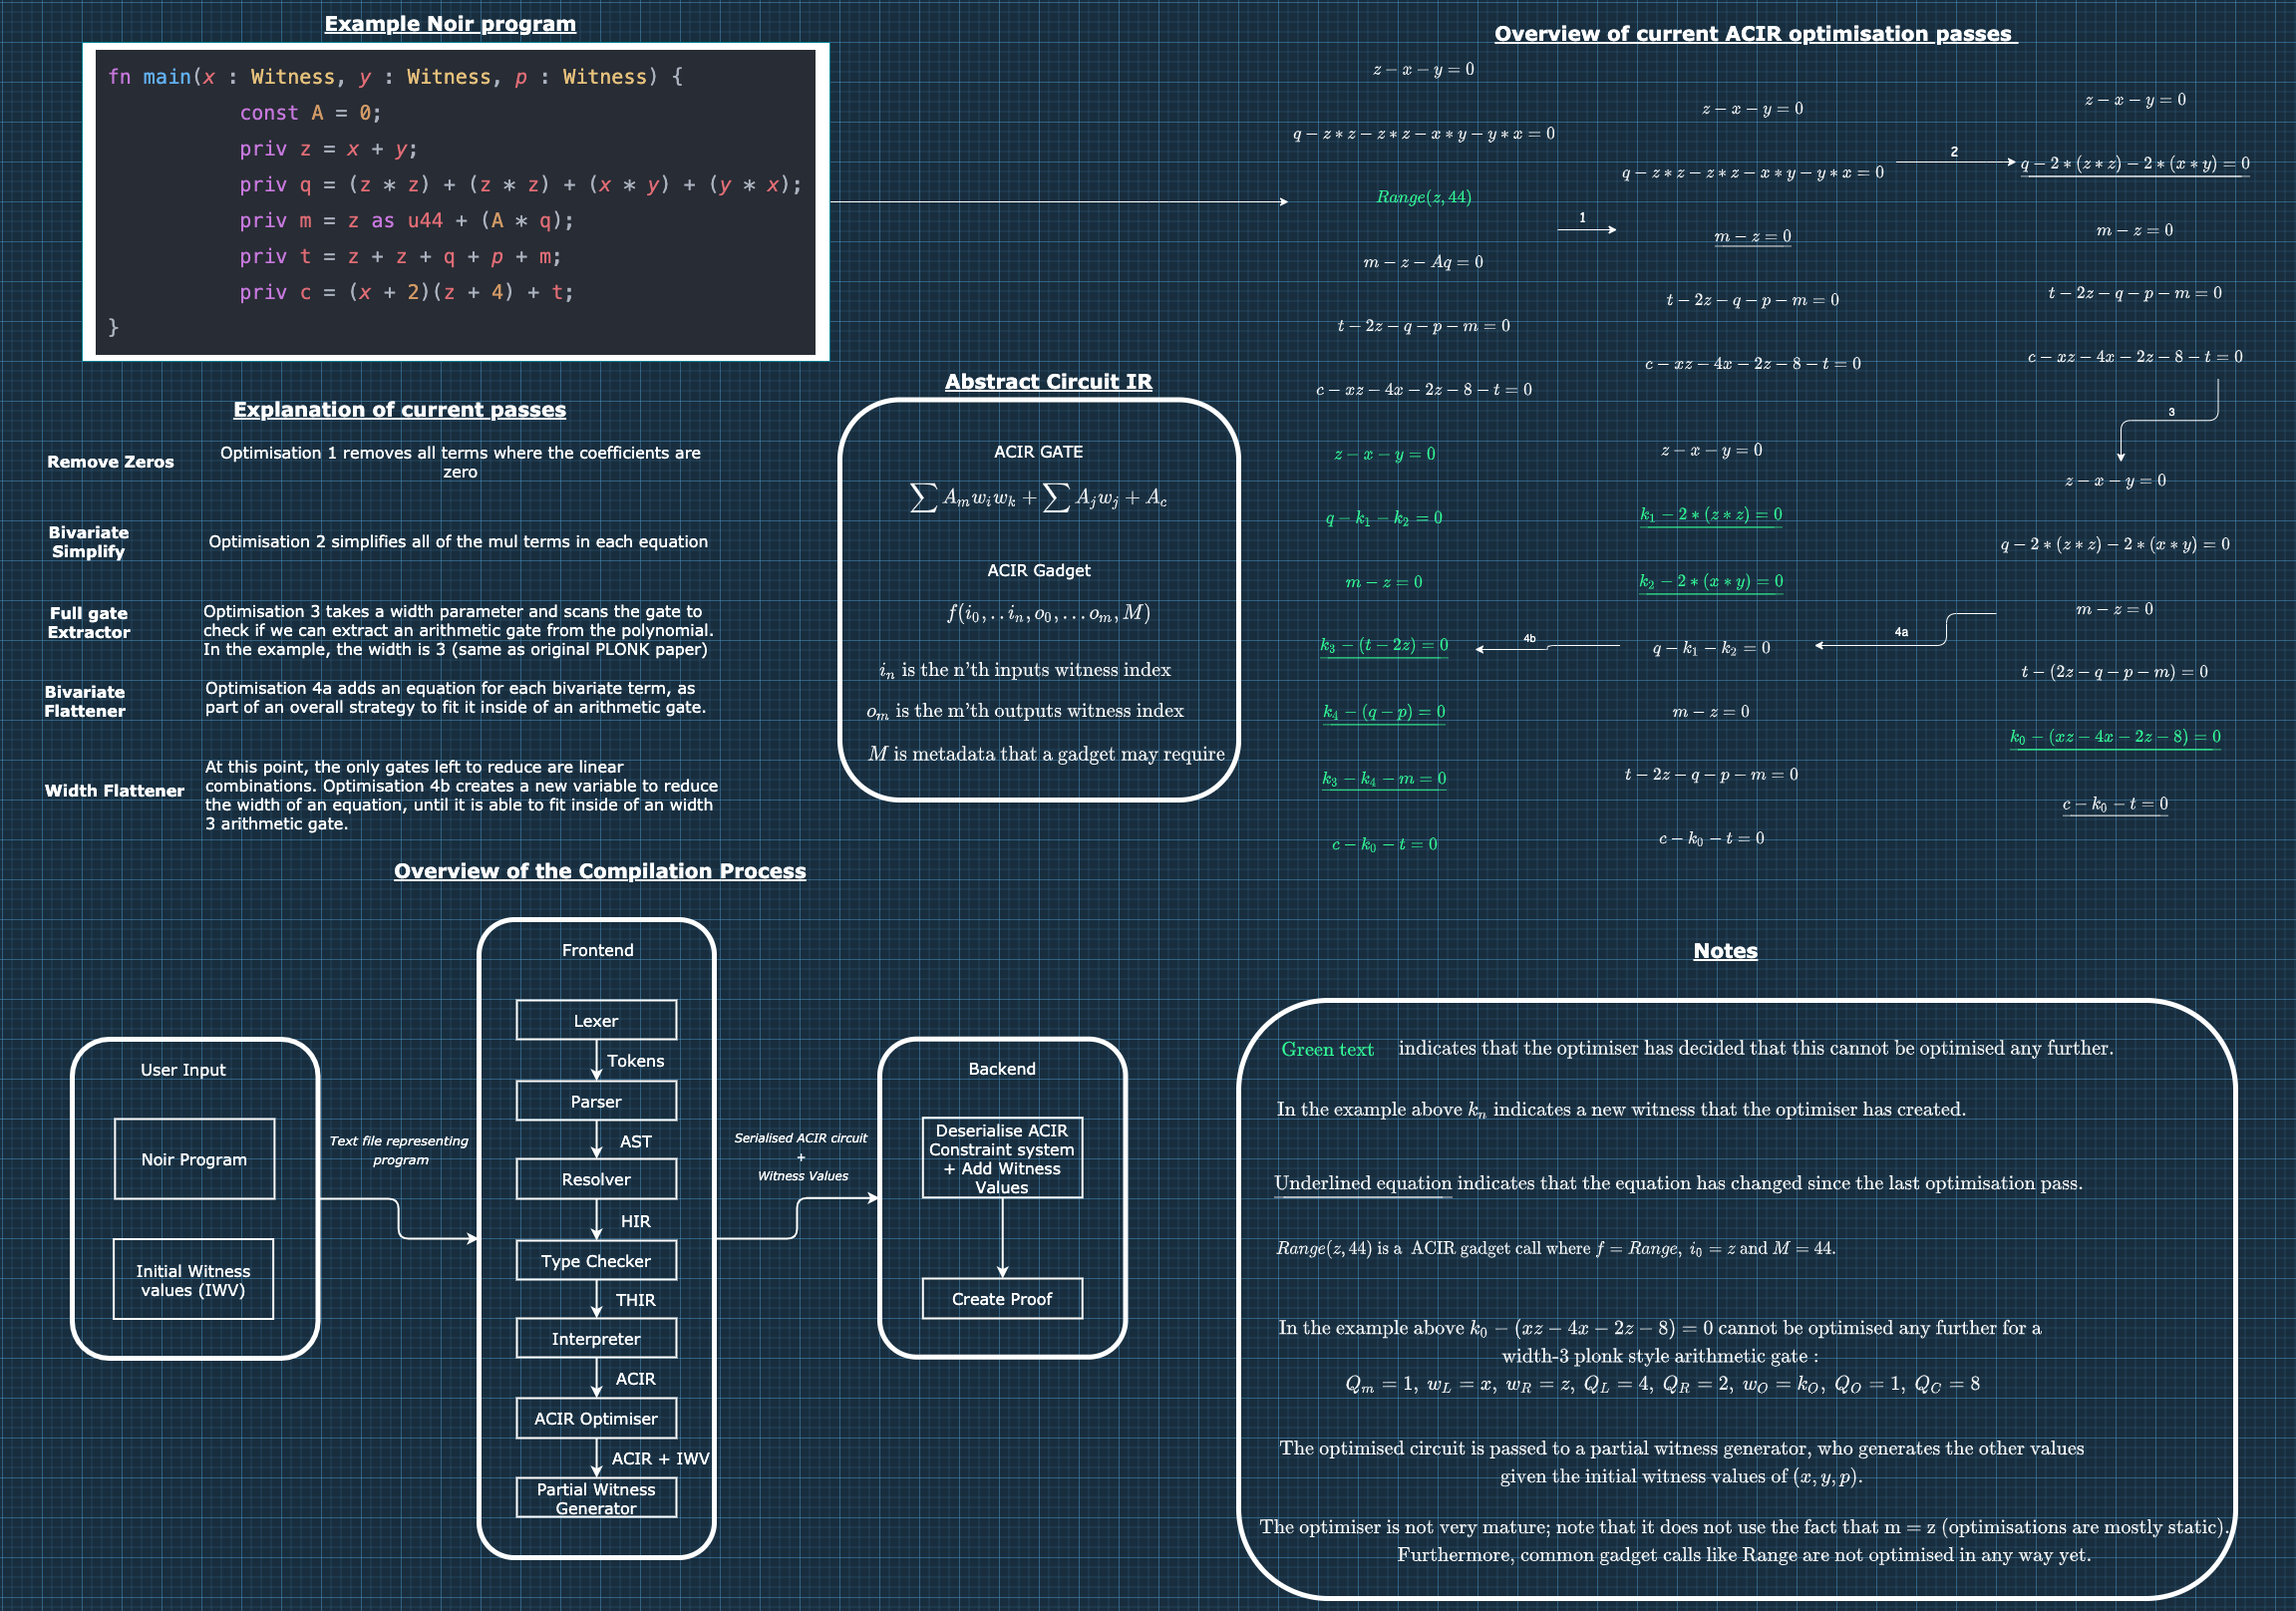 Example Noir program
fn main(x : Witness, y : Witness, p : Witness) {
const A = 0;
priv z = x + y;
priv q = (z * z) + (z * z) + (x * y) + (y * x);
priv m = z as u44 + (A * q);
priv t = z + z + q + p + m;
priv c = (x + 2)(z + 4) + t;
}
Overview of current ACIR optimisation passes
z − x − y = 0
q − z * z − z * z − x * y − y * x = 0
Range(z, 44)
m − z − Aq = 0
t − 2z − q − p − m = 0
c − xz − 4x − 2z − 8 − t = 0
1
z − x − y = 0
q − z * z − z * z − x * y − y * x = 0
m − z = 0
t − 2z − q − p − m = 0
c − xz − 4x − 2z − 8 − t = 0
2
z − x − y = 0
q − 2 * (z * z) − 2 * (x * y) = 0
m − z = 0
t − 2z − q − p − m = 0
c − xz − 4x − 2z − 8 − t = 0
3
z − x − y = 0
q − 2 * (z * z) − 2 * (x * y) = 0
m − z = 0
t − (2z − q − p − m) = 0
k₀ − (xz − 4x − 2z − 8) = 0
c − k₀ − t = 0
4a
z − x − y = 0
k₁ − 2 * (z * z) = 0
k₂ − 2 * (x * y) = 0
q − k₁ − k₂ = 0
m − z = 0
t − 2z − q − p − m = 0
c − k₀ − t = 0
4b
z − x − y = 0
q − k₁ − k₂ = 0
m − z = 0
k₃ − (t − 2z) = 0
k₄ − (q − p) = 0
k₃ − k₄ − m = 0
c − k₀ − t = 0
Explanation of current passes
Remove Zeros
Optimisation 1 removes all terms where the coefficients are
zero
Bivariate
Simplify
Optimisation 2 simplifies all of the mul terms in each equation
Full gate
Extractor
Optimisation 3 takes a width parameter and scans the gate to
check if we can extract an arithmetic gate from the polynomial.
In the example, the width is 3 (same as original PLONK paper)
Bivariate
Flattener
Optimisation 4a adds an equation for each bivariate term, as
part of an overall strategy to fit it inside of an arithmetic gate.
Width Flattener
At this point, the only gates left to reduce are linear
combinations. Optimisation 4b creates a new variable to reduce
the width of an equation, until it is able to fit inside of an width
3 arithmetic gate.
Abstract Circuit IR
ACIR GATE
∑ A_m w_i w_k + ∑ A_j w_j + A_c
ACIR Gadget
f(i₀, . . i_n, o₀, . . . o_m, M)
i_n is the n'th inputs witness index
o_m is the m'th outputs witness index
M is metadata that a gadget may require
Overview of the Compilation Process
User Input
Noir Program
Initial Witness
values (IWV)
Text file representing
program
Frontend
Lexer
Tokens
Parser
AST
Resolver
HIR
Type Checker
THIR
Interpreter
ACIR
ACIR Optimiser
ACIR + IWV
Partial Witness
Generator
Serialised ACIR circuit
+
Witness Values
Backend
Deserialise ACIR
Constraint system
+ Add Witness
Values
Create Proof
Notes
Green text indicates that the optimiser has decided that this cannot be optimised any further.
In the example above k_n indicates a new witness that the optimiser has created.
Underlined equation indicates that the equation has changed since the last optimisation pass.
Range(z, 44) is a ACIR gadget call where f = Range, i₀ = z and M = 44.
In the example above k₀ − (xz − 4x − 2z − 8) = 0 cannot be optimised any further for a
width-3 plonk style arithmetic gate :
Q_m = 1, w_L = x, w_R = z, Q_L = 4, Q_R = 2, w_O = k_O, Q_O = 1, Q_C = 8
The optimised circuit is passed to a partial witness generator, who generates the other values
given the initial witness values of (x, y, p).
The optimiser is not very mature; note that it does not use the fact that m = z (optimisations are mostly static).
Furthermore, common gadget calls like Range are not optimised in any way yet.